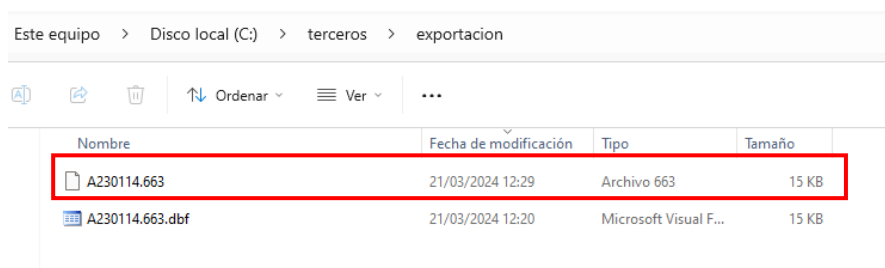 Este equipo > Disco local (C:) > terceros > exportacion
Ordenar Ver ...
Nombre Fecha de modificación Tipo Tamaño
A230114.663 21/03/2024 12:29 Archivo 663 15 KB
A230114.663.dbf 21/03/2024 12:20 Microsoft Visual F... 15 KB